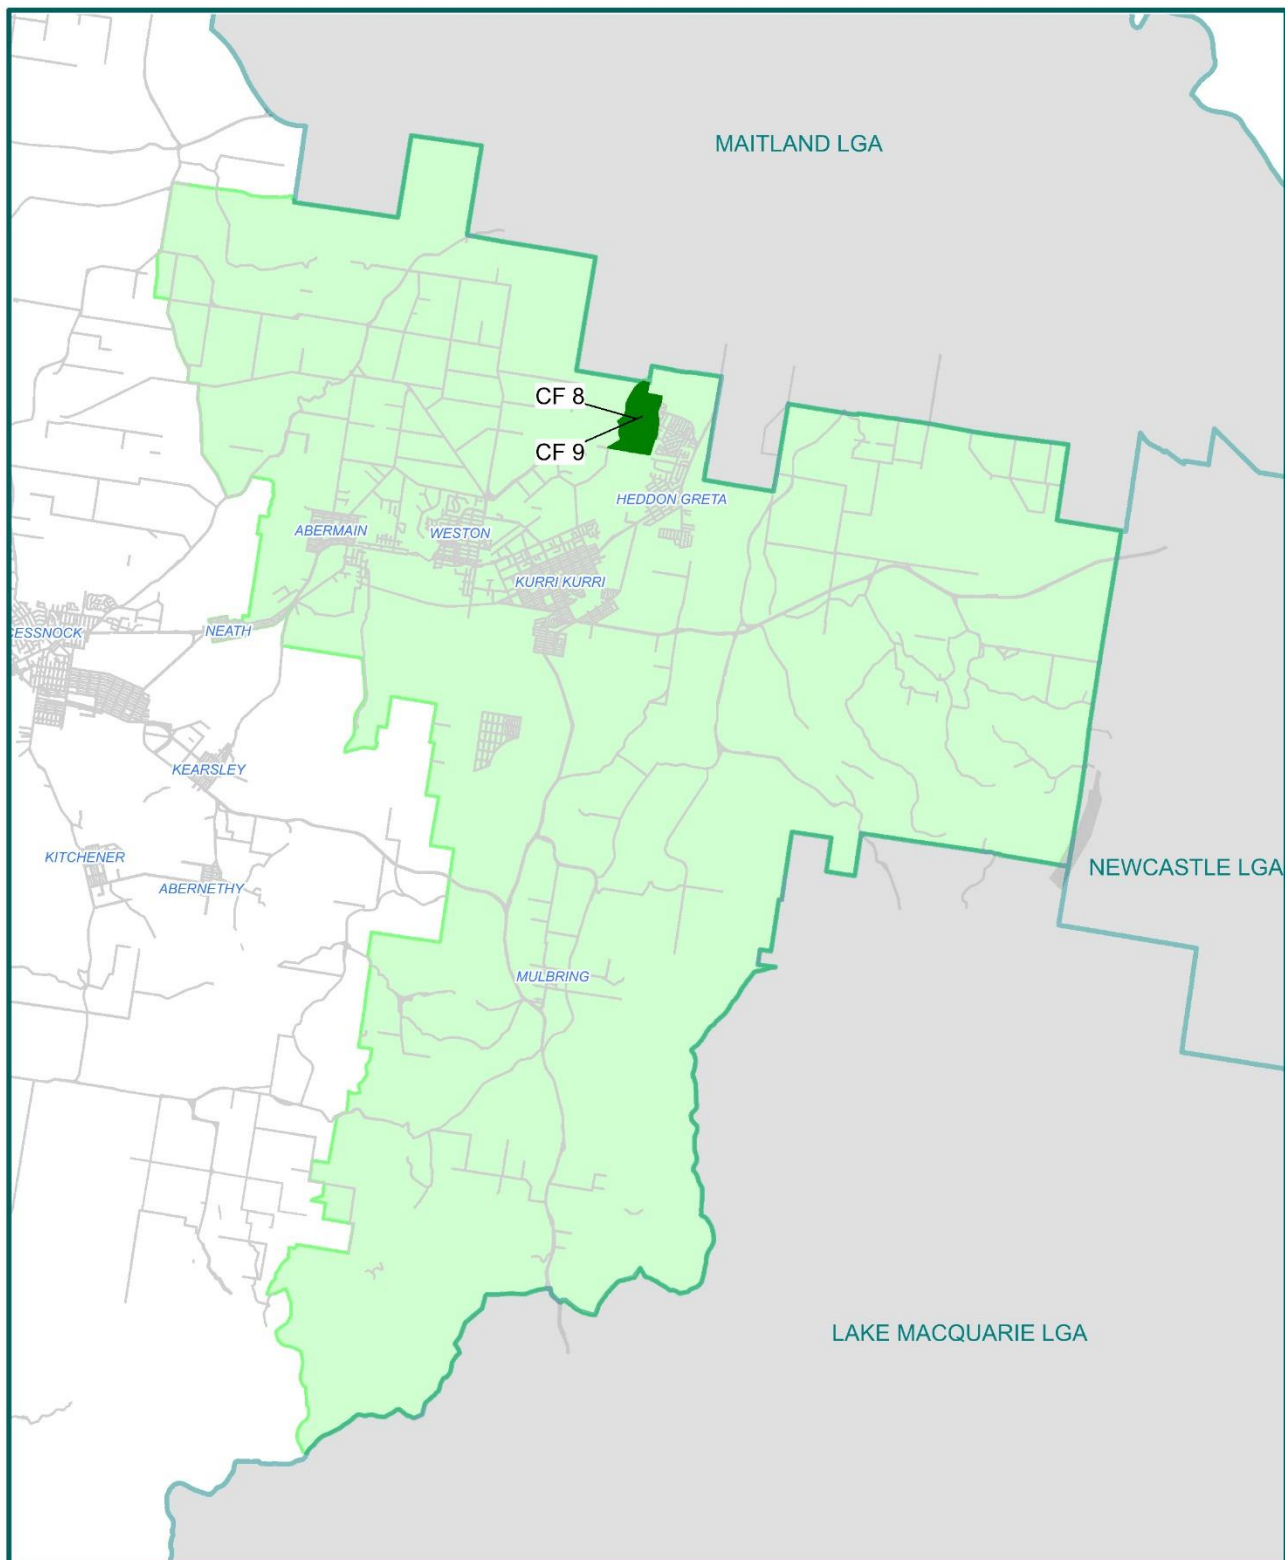 MAITLAND LGA
CF 8
CF 9
HEDDON GRETA
ABERMAIN
WESTON
KURRI KURRI
NEATH
CESSNOCK
KEARSLEY
KITCHENER
ABERNETHY
NEWCASTLE LGA
MULBRING
LAKE MACQUARIE LGA